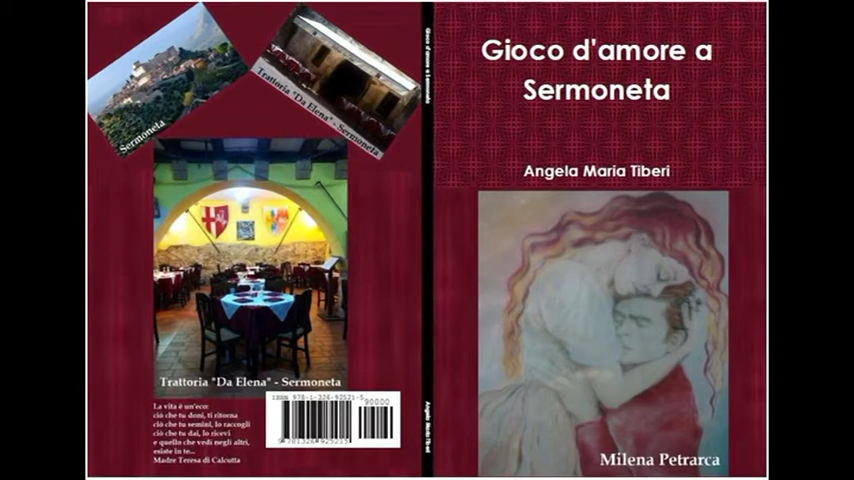 Sermoneta
Trattoria "Da Elena" - Sermoneta
Trattoria "Da Elena" - Sermoneta
La vita è un'eco:
ciò che tu doni, ti ritorna
ciò che tu semini, lo raccogli
ciò che tu dai, lo ricevi
e quello che vedi negli altri,
esiste in te...
Madre Teresa di Calcutta
ISBN 978-1-326-92521-5
90000
9781326925215
Gioco d'amore a Sermoneta
Angela Maria Tiberi
Gioco d'amore a
Sermoneta
Angela Maria Tiberi
Milena Petrarca